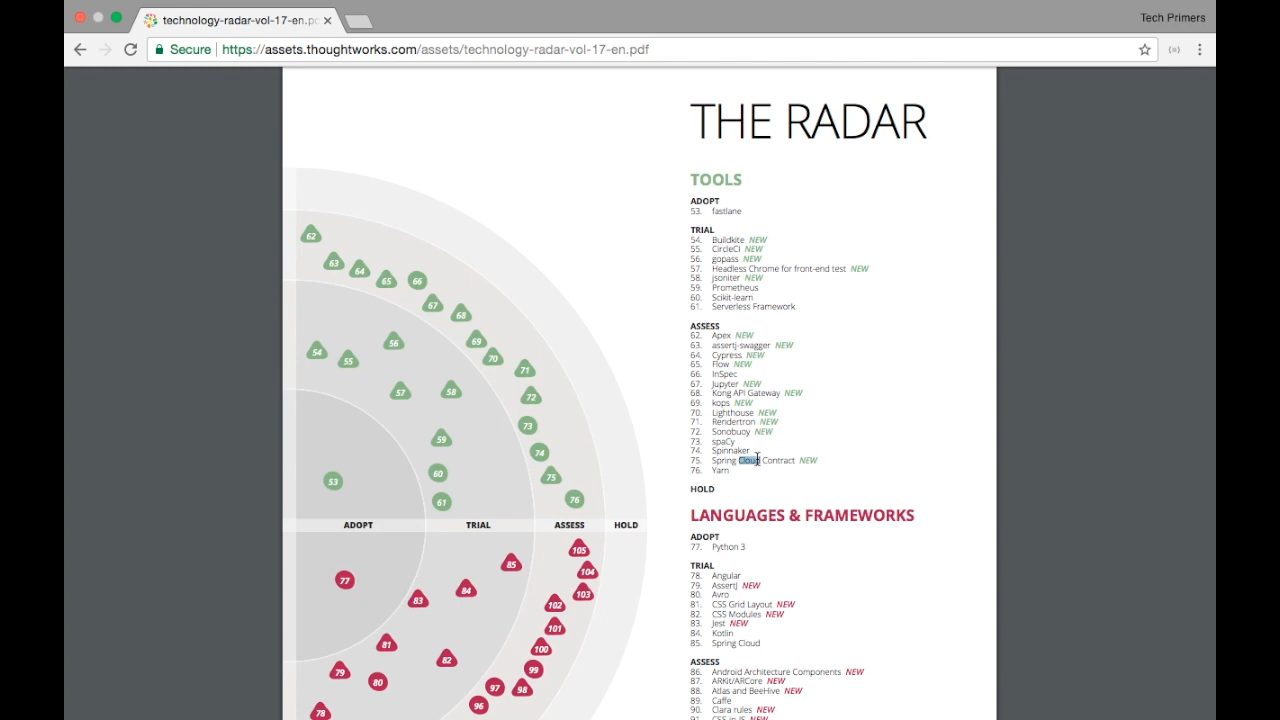 technology-radar-vol-17-en.pc
Tech Primers
Secure https://assets.thoughtworks.com/assets/technology-radar-vol-17-en.pdf
THE RADAR
TOOLS
ADOPT
53. fastlane
TRIAL
54. Buildkite NEW
55. CircleCI NEW
56. gopass NEW
57. Headless Chrome for front-end test NEW
58. jsoniter NEW
59. Prometheus
60. Scikit-learn
61. Serverless Framework
ASSESS
62. Apex NEW
63. assertj-swagger NEW
64. Cypress NEW
65. Flow NEW
66. InSpec
67. Jupyter NEW
68. Kong API Gateway NEW
69. kops NEW
70. Lighthouse NEW
71. Rendertron NEW
72. Sonobuoy NEW
73. spaCy
74. Spinnaker
75. Spring Cloud Contract NEW
76. Yarn
HOLD
LANGUAGES & FRAMEWORKS
ADOPT
77. Python 3
TRIAL
78. Angular
79. AssertJ NEW
80. Avro
81. CSS Grid Layout NEW
82. CSS Modules NEW
83. Jest NEW
84. Kotlin
85. Spring Cloud
ASSESS
86. Android Architecture Components NEW
87. ARKit/ARCore NEW
88. Atlas and BeeHive NEW
89. Caffe
90. Clara rules NEW
91. CSS-in-JS NEW
62
63
64
65
66
67
68
69
70
71
72
73
74
75
76
54
55
56
57
58
59
60
61
53
ADOPT TRIAL ASSESS HOLD
105
104
103
102
101
100
99
98
97
96
85
84
83
82
81
80
79
78
77